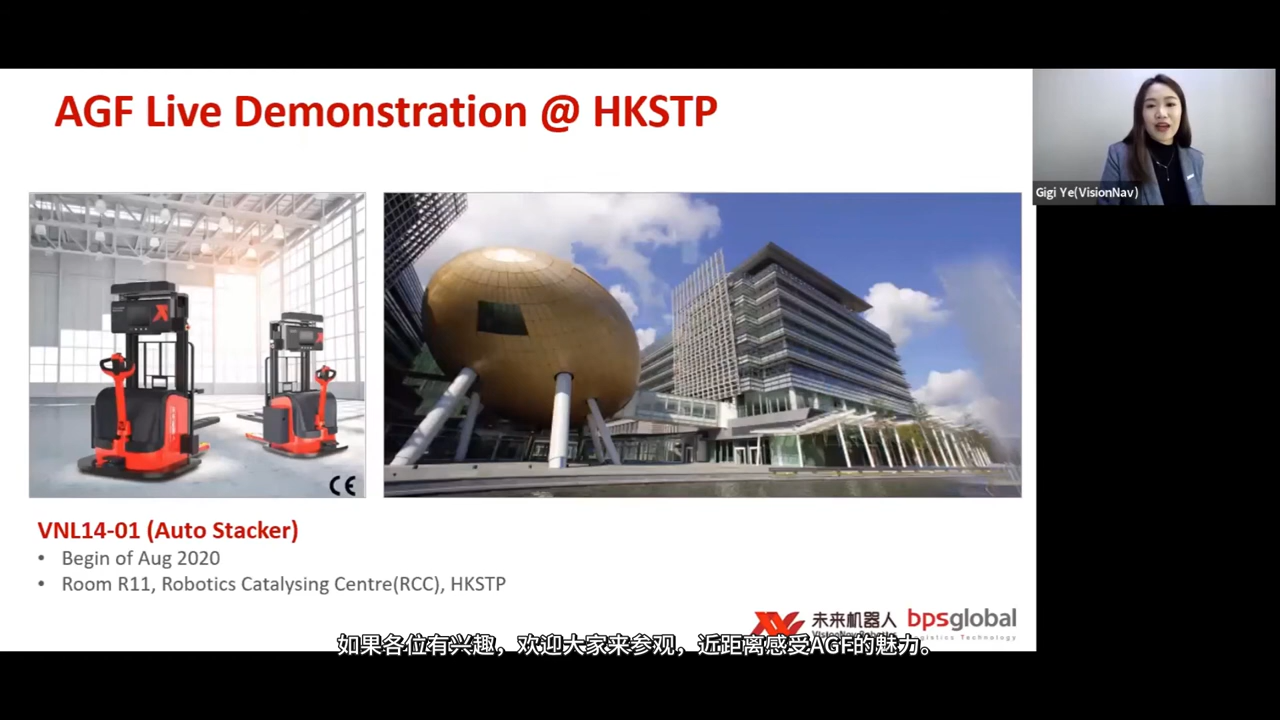 AGF Live Demonstration @ HKSTP
Gigi Ye(VisionNav)
CE
VNL14-01 (Auto Stacker)
• Begin of Aug 2020
• Room R11, Robotics Catalysing Centre(RCC), HKSTP
未来机器人
bpsglobal
Logistics Technology
如果各位有兴趣，欢迎大家来参观，近距离感受AGF的魅力。